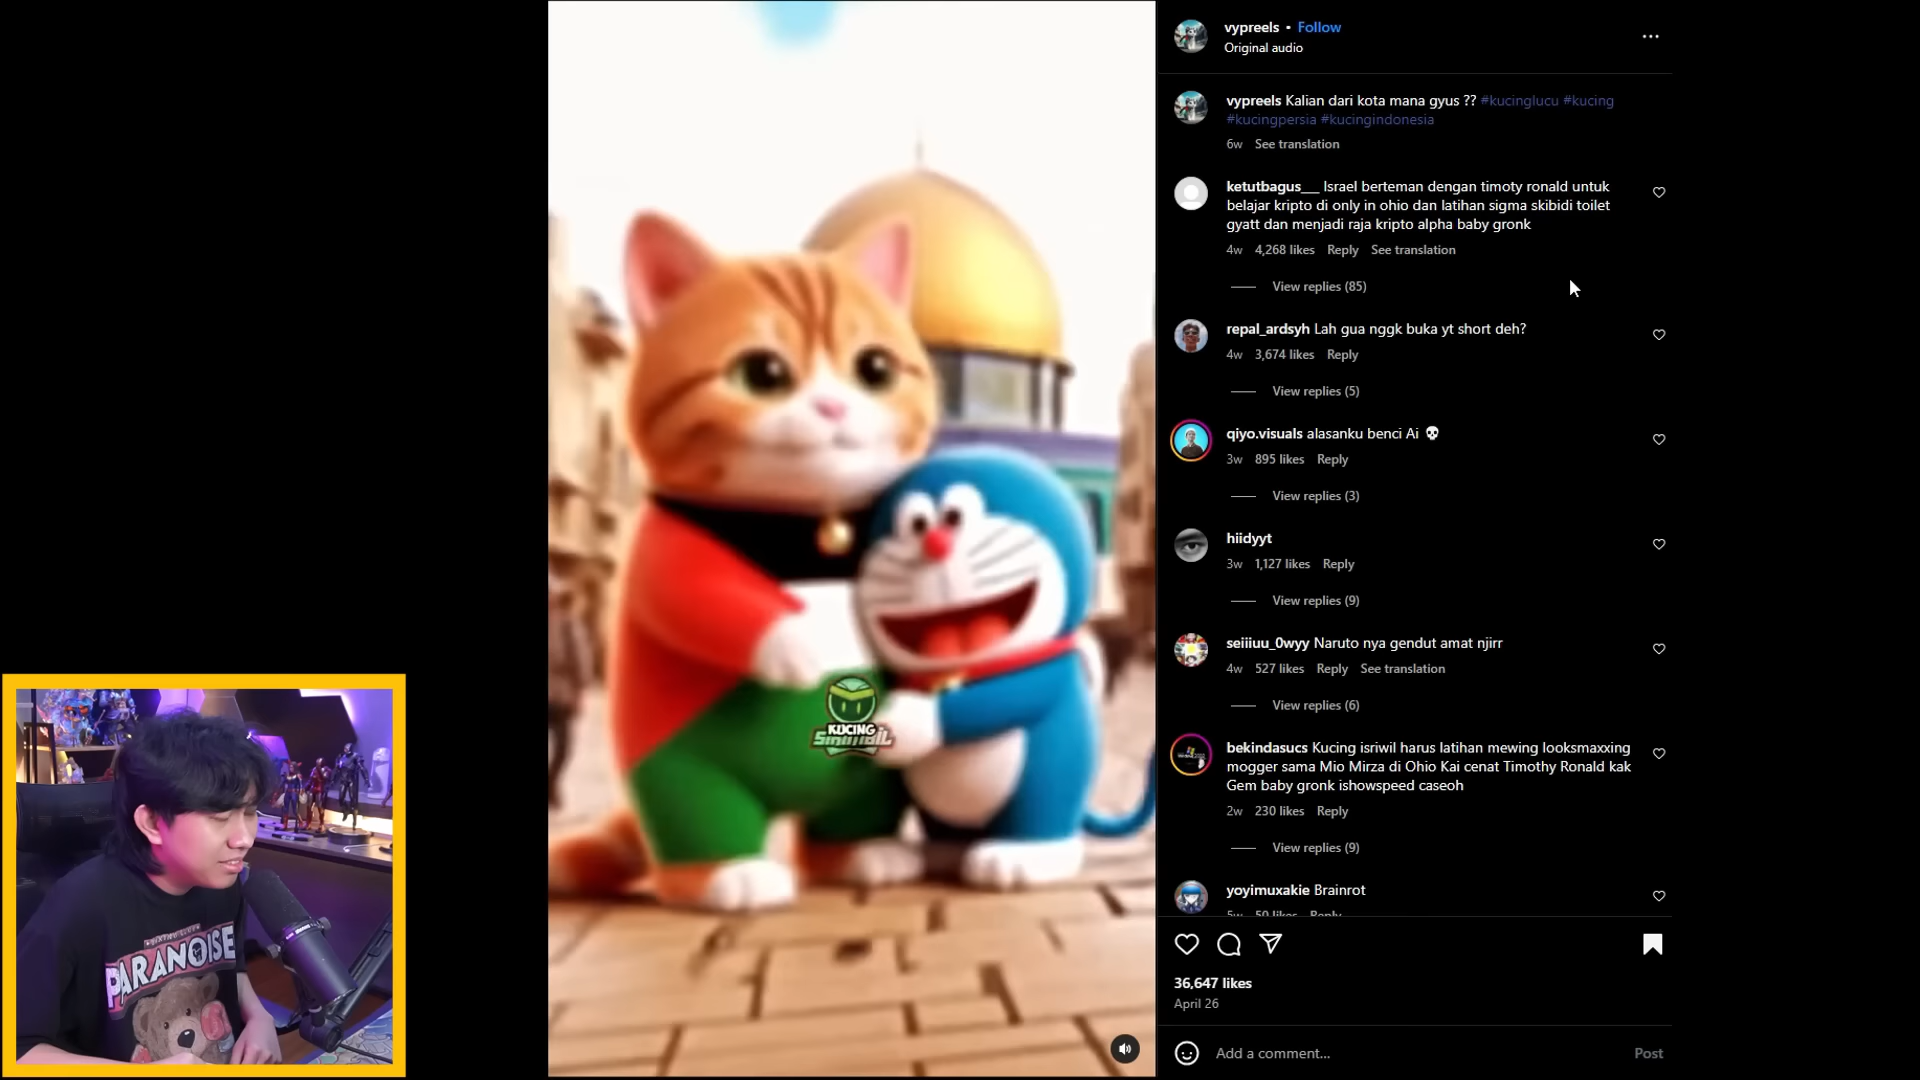 vypreels • Follow
Original audio
vypreels Kalian dari kota mana gyus ?? #kucinglucu #kucing
#kucingpersia #kucingindonesia
6w See translation
ketutbagus__ Israel berteman dengan timoty ronald untuk
belajar kripto di only in ohio dan latihan sigma skibidi toilet
gyatt dan menjadi raja kripto alpha baby gronk
4w 4,268 likes Reply See translation
View replies (85)
repal_ardsyh Lah gua nggk buka yt short deh?
4w 3,674 likes Reply
View replies (5)
qiyo.visuals alasanku benci Ai 💀
3w 895 likes Reply
View replies (3)
hiidyyt
3w 1,127 likes Reply
View replies (9)
seiiiuu_0wyy Naruto nya gendut amat njirr
4w 527 likes Reply See translation
View replies (6)
bekindasucs Kucing isriwil harus latihan mewing looksmaxxing
mogger sama Mio Mirza di Ohio Kai cenat Timothy Ronald kak
Gem baby gronk ishowspeed caseoh
2w 230 likes Reply
View replies (9)
yoyimuxakie Brainrot
5w 50 likes Reply
36,647 likes
April 26
Add a comment...
Post
KUCING
PARANOISE